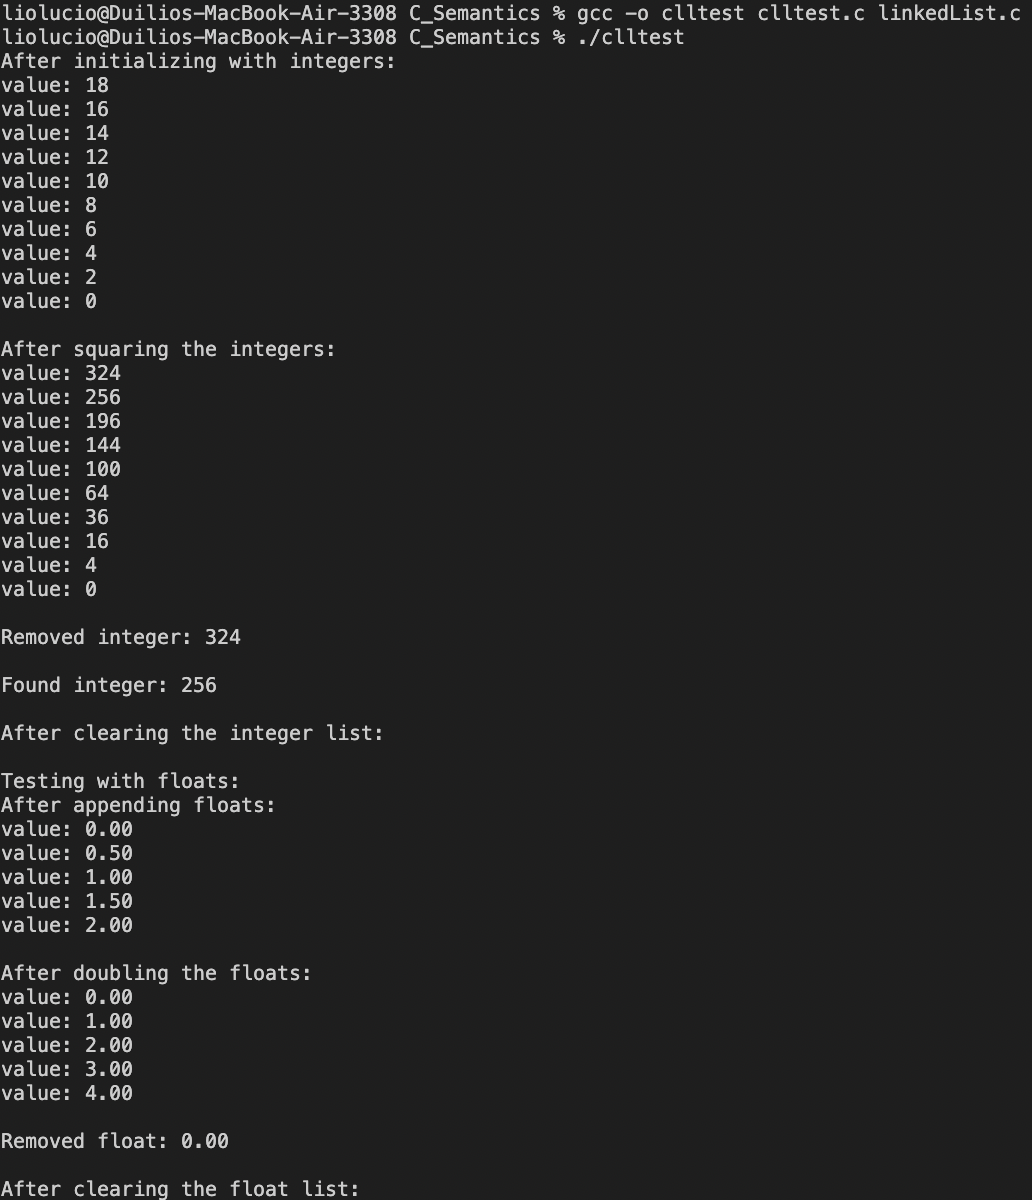 liolucio@Duilios-MacBook-Air-3308 C_Semantics % gcc -o clltest clltest.c linkedList.c
liolucio@Duilios-MacBook-Air-3308 C_Semantics % ./clltest
After initializing with integers:
value: 18
value: 16
value: 14
value: 12
value: 10
value: 8
value: 6
value: 4
value: 2
value: 0
After squaring the integers:
value: 324
value: 256
value: 196
value: 144
value: 100
value: 64
value: 36
value: 16
value: 4
value: 0
Removed integer: 324
Found integer: 256
After clearing the integer list:
Testing with floats:
After appending floats:
value: 0.00
value: 0.50
value: 1.00
value: 1.50
value: 2.00
After doubling the floats:
value: 0.00
value: 1.00
value: 2.00
value: 3.00
value: 4.00
Removed float: 0.00
After clearing the float list: